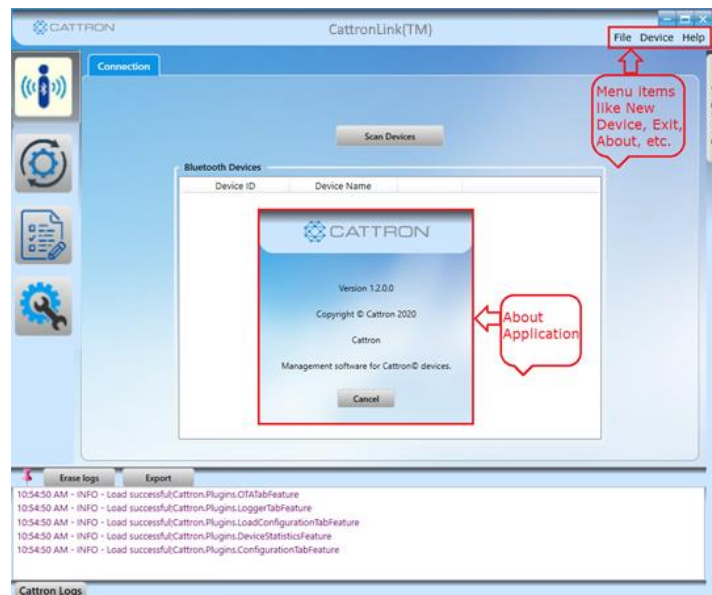 CATTRON
CattronLink(TM)
File Device Help
Connection
Menu items
like New
Device, Exit,
About, etc.
Scan Devices
Bluetooth Devices
Device ID Device Name
CATTRON
Version 1.2.0.0
Copyright © Cattron 2020
Cattron
Management software for Cattron© devices.
Cancel
About
Application
Erase logs Export
10:54:50 AM - INFO - Load successful;Cattron.Plugins.OTATabFeature
10:54:50 AM - INFO - Load successful;Cattron.Plugins.LoggerTabFeature
10:54:50 AM - INFO - Load successful;Cattron.Plugins.LoadConfigurationTabFeature
10:54:50 AM - INFO - Load successful;Cattron.Plugins.DeviceStatisticsFeature
10:54:50 AM - INFO - Load successful;Cattron.Plugins.ConfigurationTabFeature
Cattron Logs